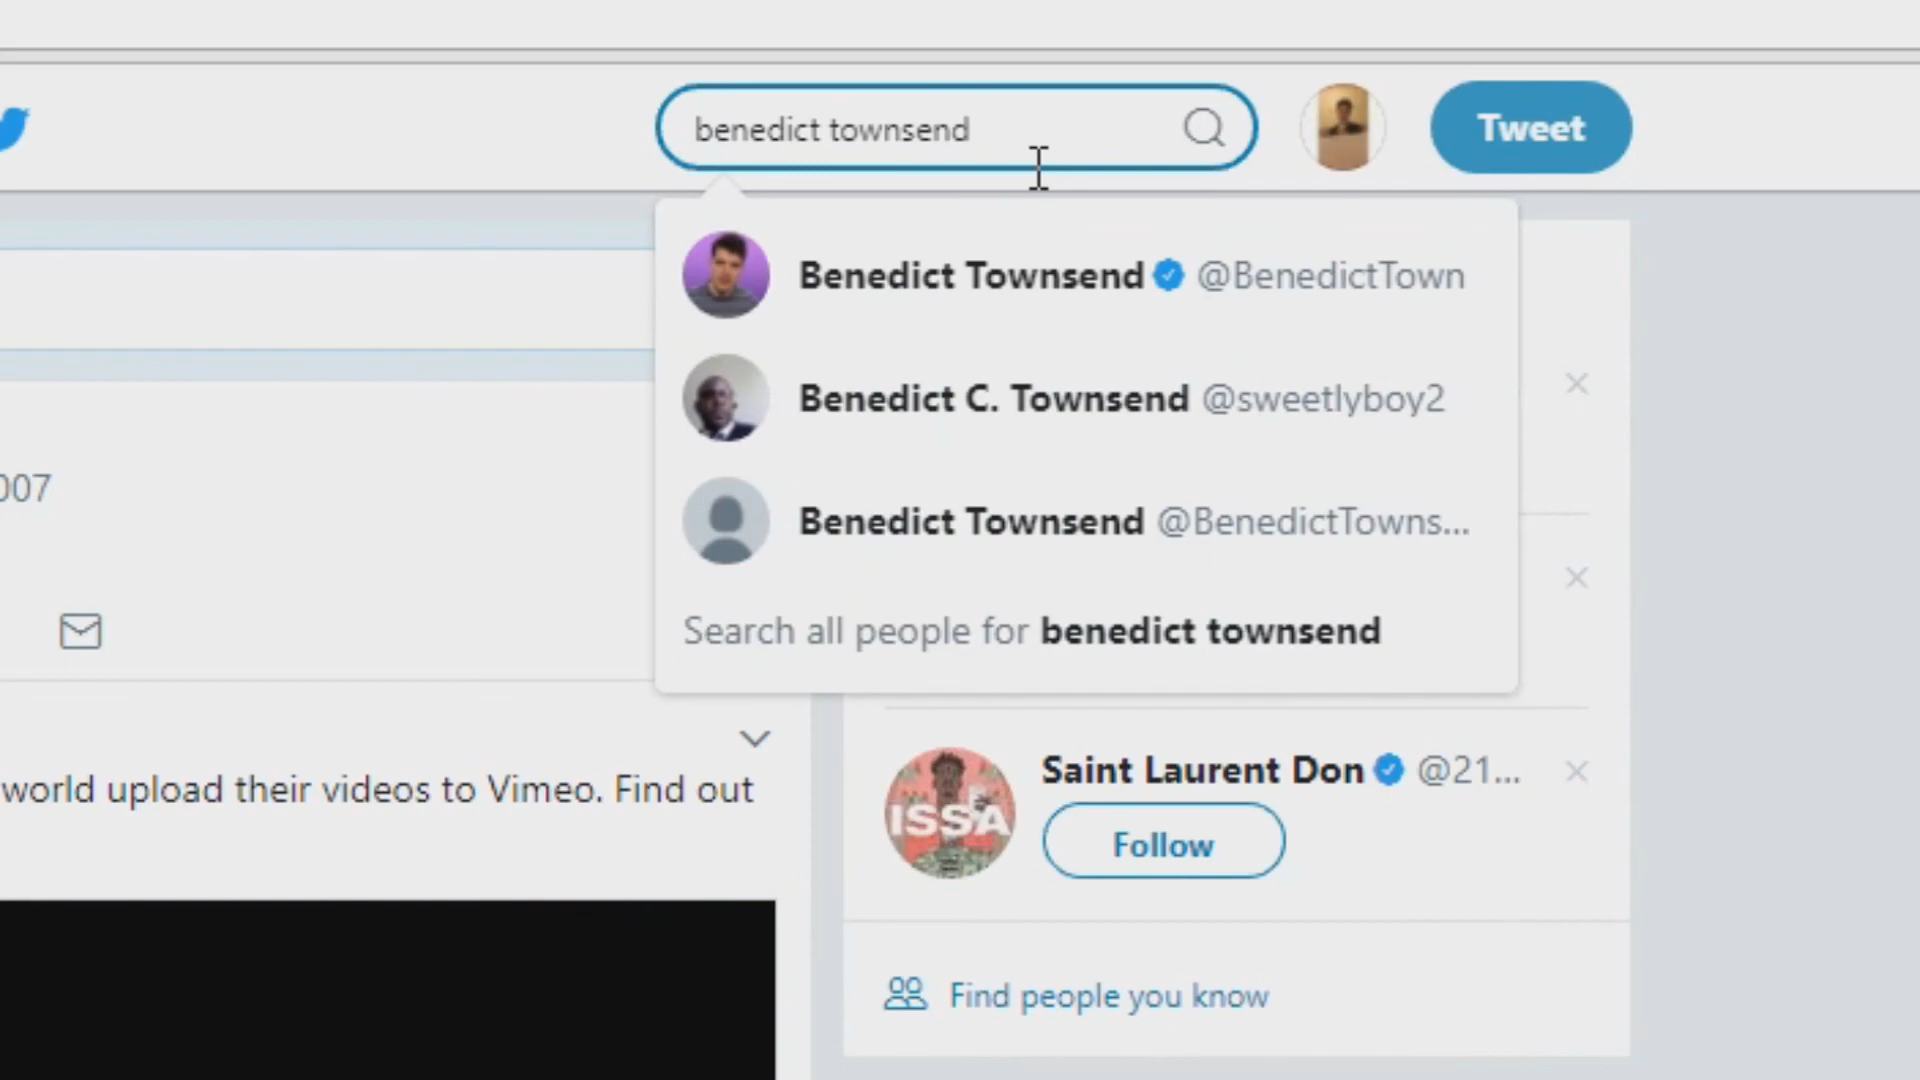 benedict townsend
Tweet
Benedict Townsend @BenedictTown
Benedict C. Townsend @sweetlyboy2
Benedict Townsend @BenedictTowns...
Search all people for benedict townsend
007
world upload their videos to Vimeo. Find out
Saint Laurent Don @21...
ISSA
Follow
Find people you know